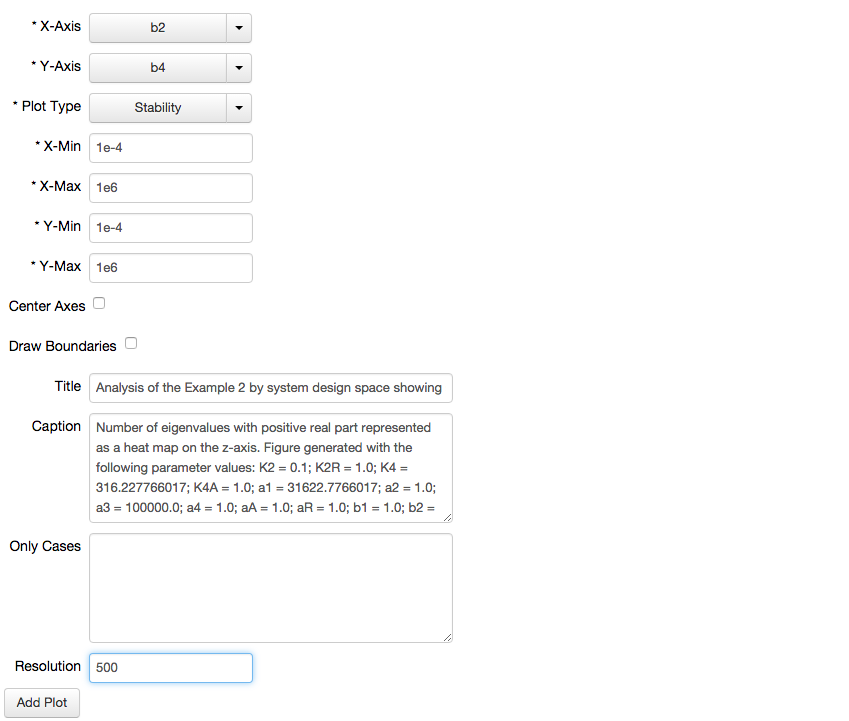 * X-Axis b2
* Y-Axis b4
* Plot Type Stability
* X-Min 1e-4
* X-Max 1e6
* Y-Min 1e-4
* Y-Max 1e6
Center Axes
Draw Boundaries
Title Analysis of the Example 2 by system design space showing
Caption Number of eigenvalues with positive real part represented
as a heat map on the z-axis. Figure generated with the
following parameter values: K2 = 0.1; K2R = 1.0; K4 =
316.227766017; K4A = 1.0; a1 = 31622.7766017; a2 = 1.0;
a3 = 100000.0; a4 = 1.0; aA = 1.0; aR = 1.0; b1 = 1.0; b2 =
Only Cases
Resolution 500
Add Plot